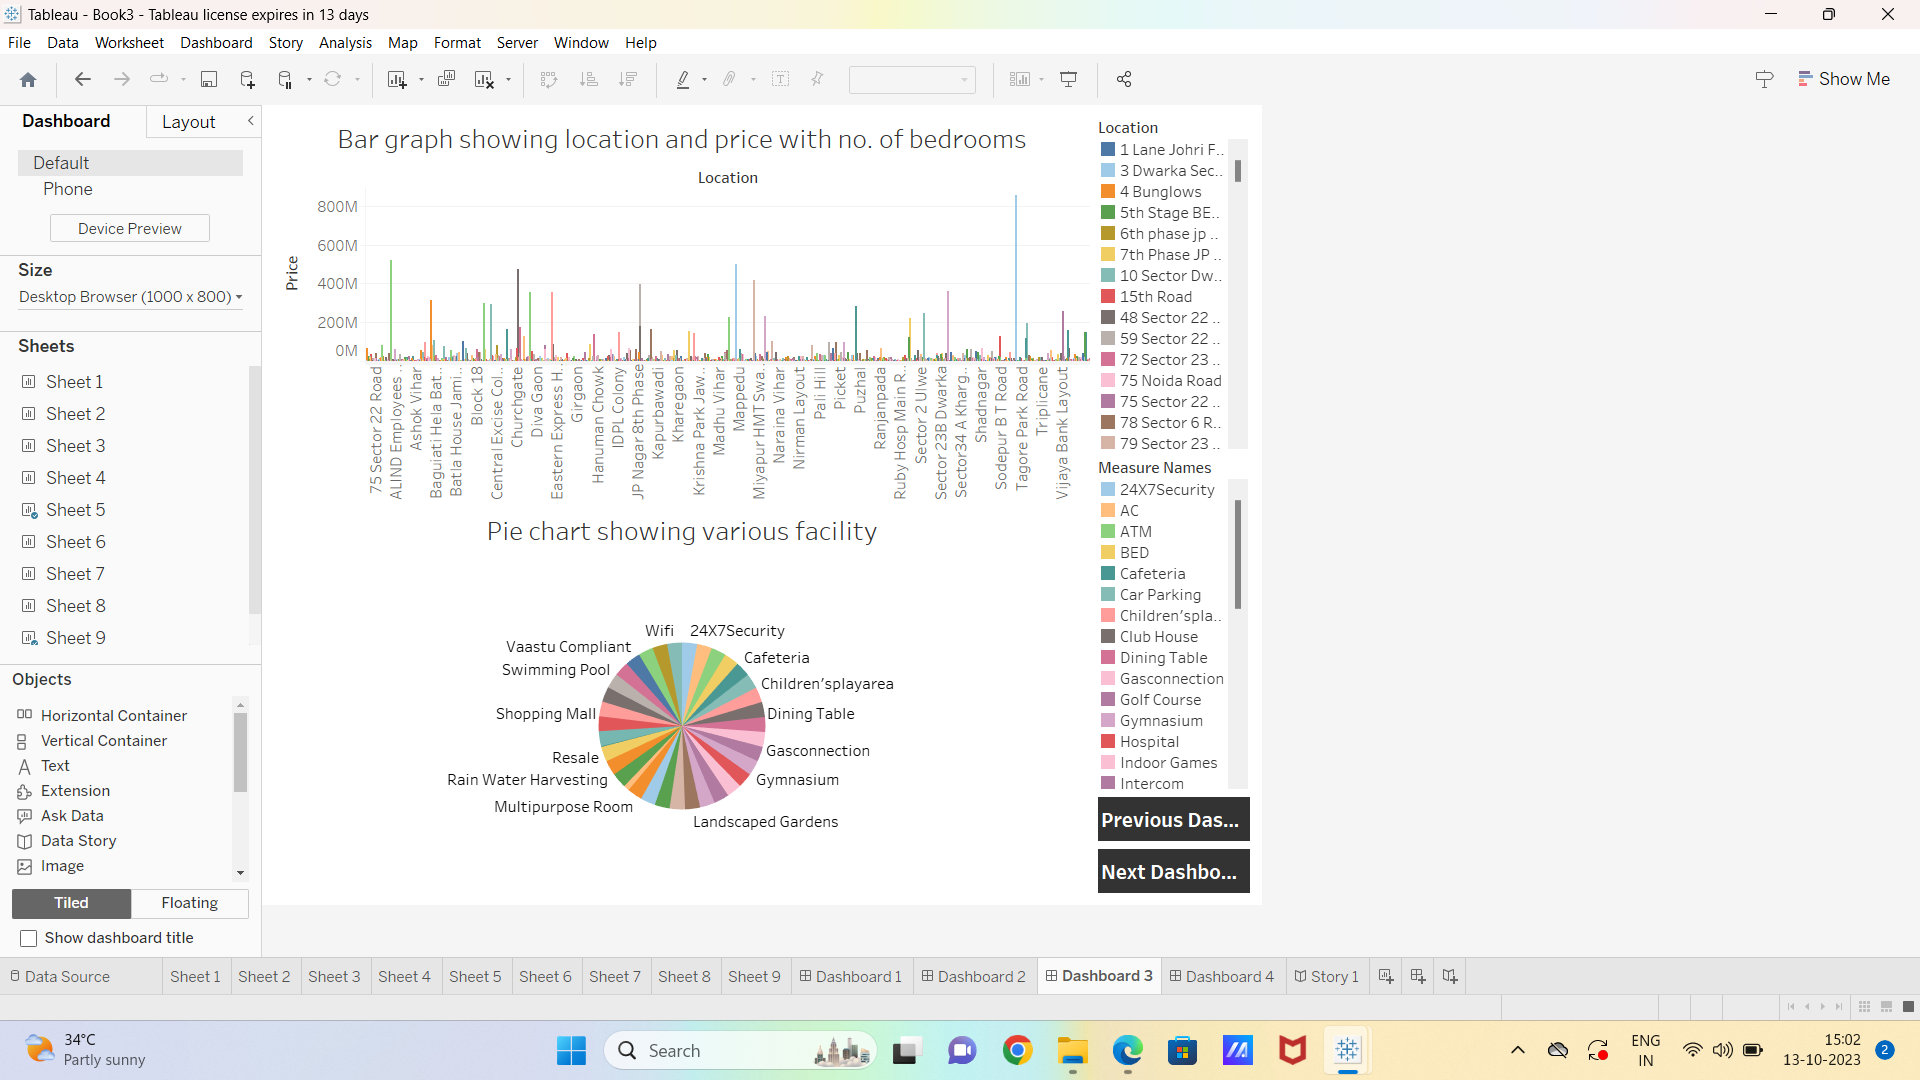 Tableau - Book3 - Tableau license expires in 13 days
File Data Worksheet Dashboard Story Analysis Map Format Server Window Help
Show Me
Dashboard Layout
Default
Phone
Device Preview
Size
Desktop Browser (1000 x 800)
Sheets
Sheet 1
Sheet 2
Sheet 3
Sheet 4
Sheet 5
Sheet 6
Sheet 7
Sheet 8
Sheet 9
Objects
Horizontal Container
Vertical Container
Text
Extension
Ask Data
Data Story
Image
Tiled Floating
Show dashboard title
Bar graph showing location and price with no. of bedrooms
Location
Price
800M
600M
400M
200M
0M
75 Sector 22 Road
ALIND Employees ..
Ashok Vihar
Baguiati Hela Bat..
Batla House Jami..
Block 18
Central Excise Col..
Churchgate
Diva Gaon
Eastern Express H..
Girgaon
Hanuman Chowk
IDPL Colony
JP Nagar 8th Phase
Kapurbawadi
Kharegaon
Krishna Park Jaw..
Madhu Vihar
Mappedu
Miyapur HMT Swa..
Naraina Vihar
Nirman Layout
Pali Hill
Picket
Puzhal
Ranjanpada
Ruby Hosp Main R..
Sector 2 Ulwe
Sector 23B Dwarka
Sector34 A Kharg..
Shadnagar
Sodepur B T Road
Tagore Park Road
Triplicane
Vijaya Bank Layout
Pie chart showing various facility
Wifi
24X7Security
Vaastu Compliant
Cafeteria
Swimming Pool
Children'splayarea
Shopping Mall
Dining Table
Resale
Gasconnection
Rain Water Harvesting
Gymnasium
Multipurpose Room
Landscaped Gardens
Location
1 Lane Johri F..
3 Dwarka Sec..
4 Bunglows
5th Stage BE..
6th phase jp ..
7th Phase JP ..
10 Sector Dw..
15th Road
48 Sector 22 ..
59 Sector 22 ..
72 Sector 23 ..
75 Noida Road
75 Sector 22 ..
78 Sector 6 R..
79 Sector 23 ..
Measure Names
24X7Security
AC
ATM
BED
Cafeteria
Car Parking
Children'spla..
Club House
Dining Table
Gasconnection
Golf Course
Gymnasium
Hospital
Indoor Games
Intercom
Previous Das...
Next Dashbo...
Data Source Sheet 1 Sheet 2 Sheet 3 Sheet 4 Sheet 5 Sheet 6 Sheet 7 Sheet 8 Sheet 9 Dashboard 1 Dashboard 2 Dashboard 3 Dashboard 4 Story 1
34°C
Partly sunny
Search
ENG
IN
15:02
13-10-2023
2